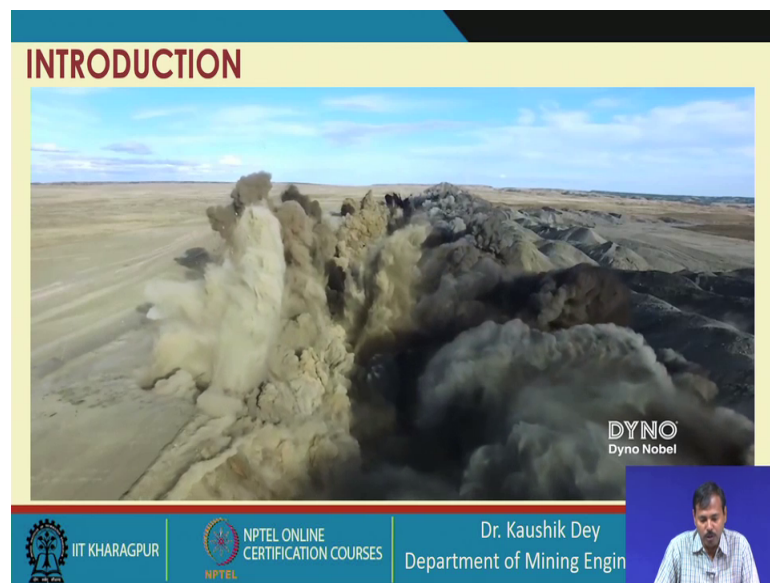 INTRODUCTION
DYNO
Dyno Nobel
IIT KHARAGPUR
NPTEL
NPTEL ONLINE
CERTIFICATION COURSES
Dr. Kaushik Dey
Department of Mining Engin